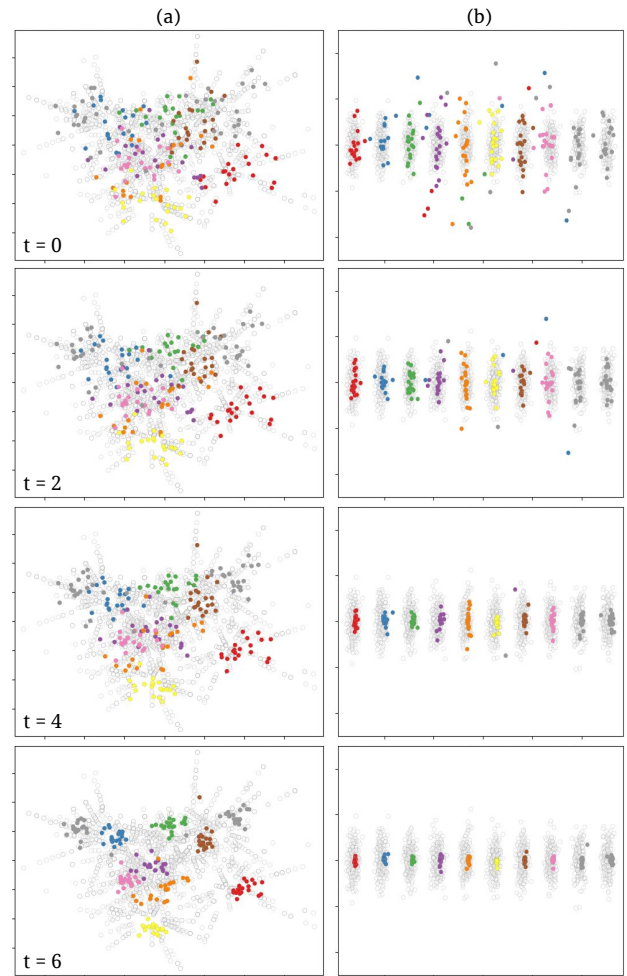 (a) (b)
t = 0
t = 2
t = 4
t = 6